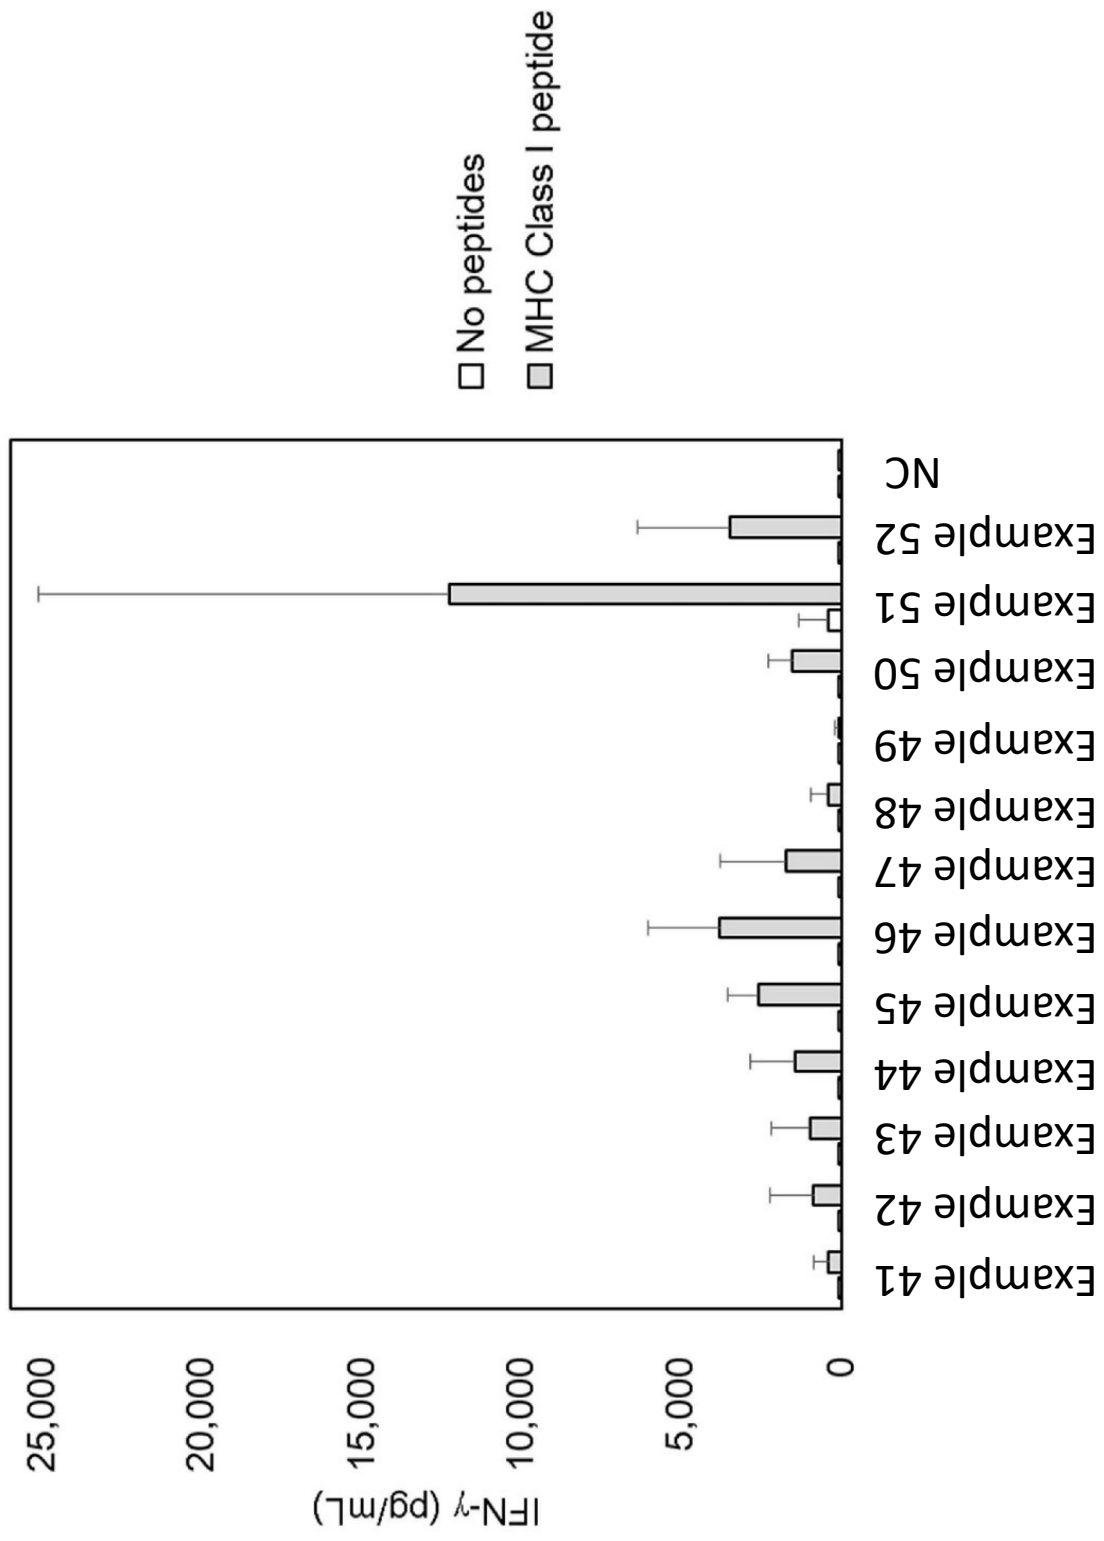 IFN-γ (pg/mL)
25,000
20,000
15,000
10,000
5,000
0
Example 41
Example 42
Example 43
Example 44
Example 45
Example 46
Example 47
Example 48
Example 49
Example 50
Example 51
Example 52
NC
No peptides
MHC Class I peptide